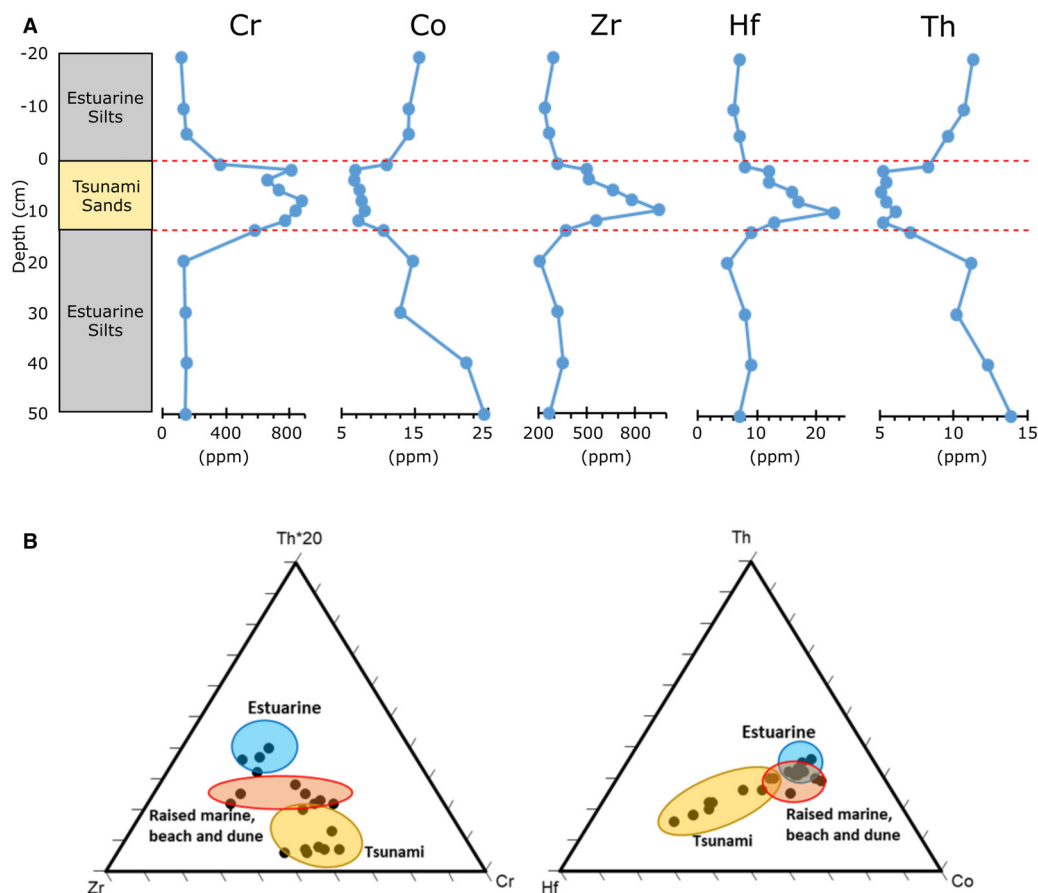 A
Cr Co Zr Hf Th
-20
-10
0
10
20
30
40
50
Depth (cm)
Estuarine
Silts
Tsunami
Sands
Estuarine
Silts
0 400 800
(ppm)
5 15 25
(ppm)
200 500 800
(ppm)
0 10 20
(ppm)
5 10 15
(ppm)
B
Th*20
Estuarine
Raised marine,
beach and dune
Tsunami
Zr
Cr
Th
Estuarine
Raised marine,
beach and dune
Tsunami
Hf
Co